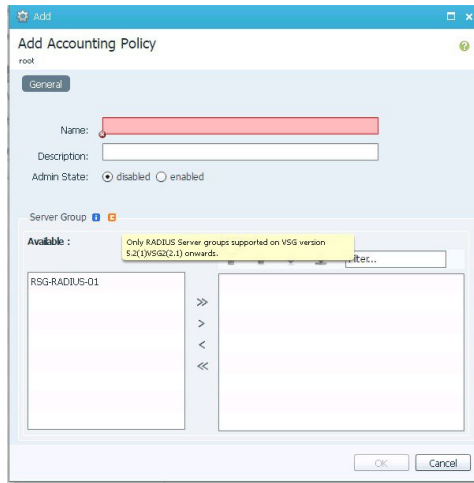 Add
Add Accounting Policy
root
General
Name:
Description:
Admin State: disabled enabled
Server Group
Available :
Only RADIUS Server groups supported on VSG version
5.2(1)VSG2(2.1) onwards.
Filter...
RSG-RADIUS-01
OK Cancel